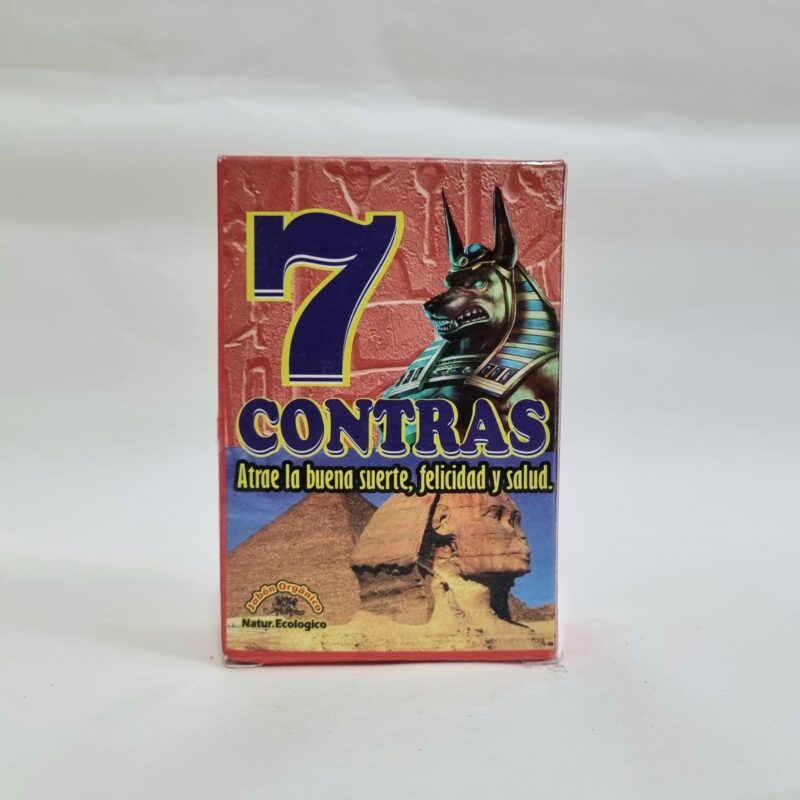 7
CONTRAS
Atrae la buena suerte, felicidad y salud.
Jabón Orgánico
Natur.Ecologico